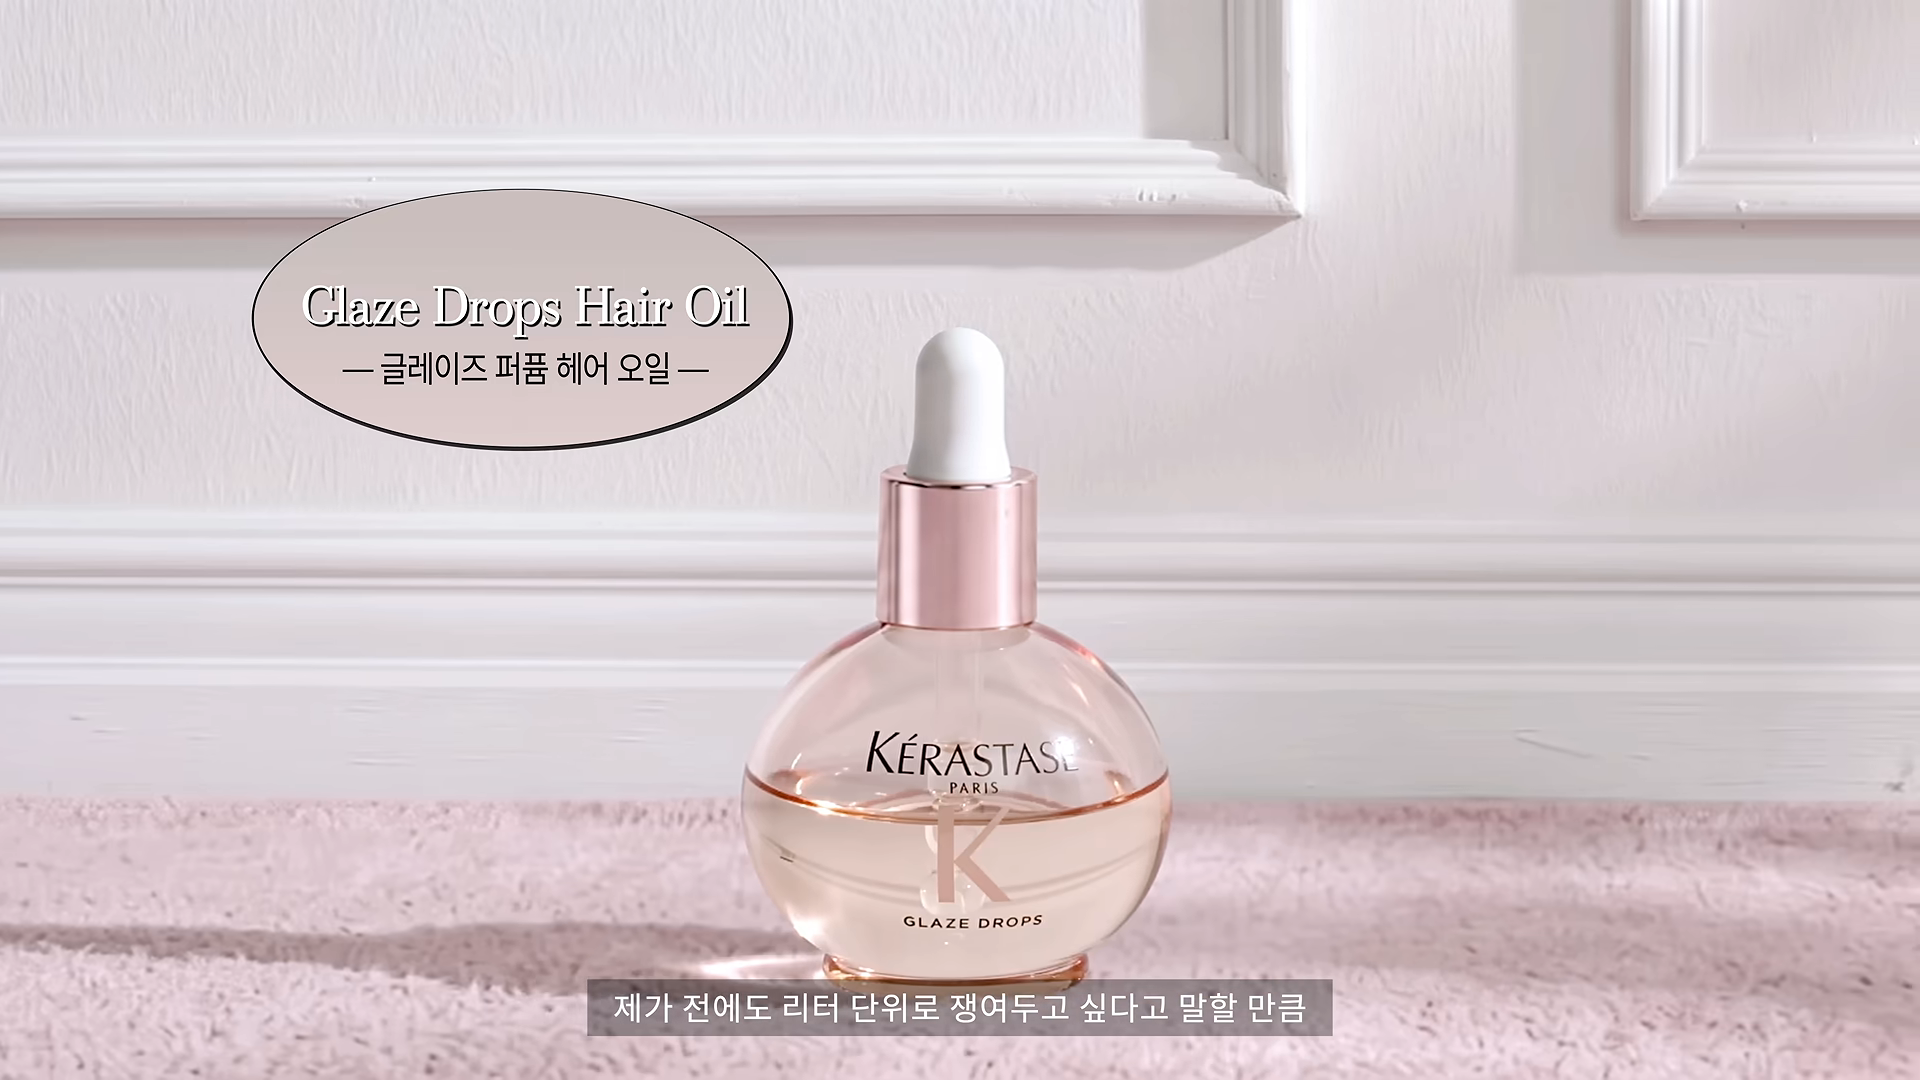 Glaze Drops Hair Oil
— 글레이즈 퍼퓸 헤어 오일 —
KÉRASTASE
PARIS
K
GLAZE DROPS
제가 전에도 리터 단위로 쟁여두고 싶다고 말할 만큼